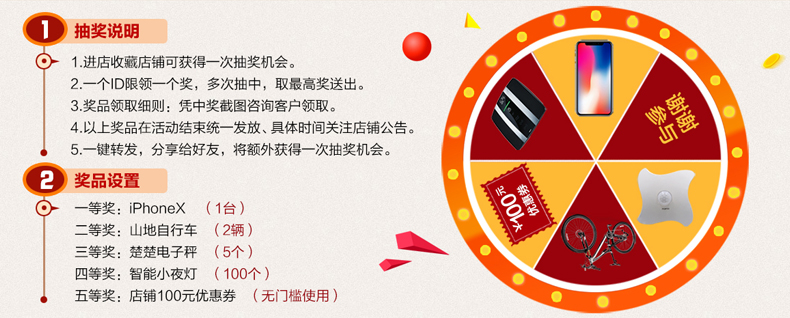 1 抽奖说明
1.进店收藏店铺可获得一次抽奖机会。
2.一个ID限领一个奖，多次抽中，取最高奖送出。
3.奖品领取细则：凭中奖截图咨询客户领取。
4.以上奖品在活动结束统一发放、具体时间关注店铺公告。
5.一键转发，分享给好友，将额外获得一次抽奖机会。
2 奖品设置
一等奖：iPhoneX （1台）
二等奖：山地自行车 （2辆）
三等奖：楚楚电子秤 （5个）
四等奖：智能小夜灯 （100个）
五等奖：店铺100元优惠券 （无门槛使用）
谢谢
参与
¥100元
优惠券